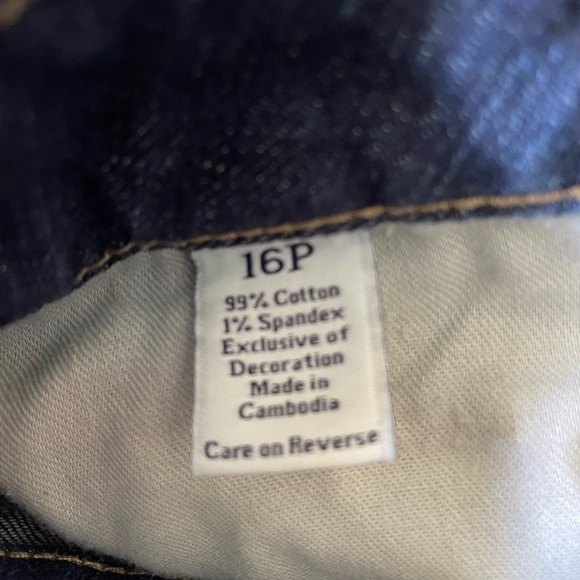 16P
99% Cotton
1% Spandex
Exclusive of
Decoration
Made in
Cambodia
Care on Reverse